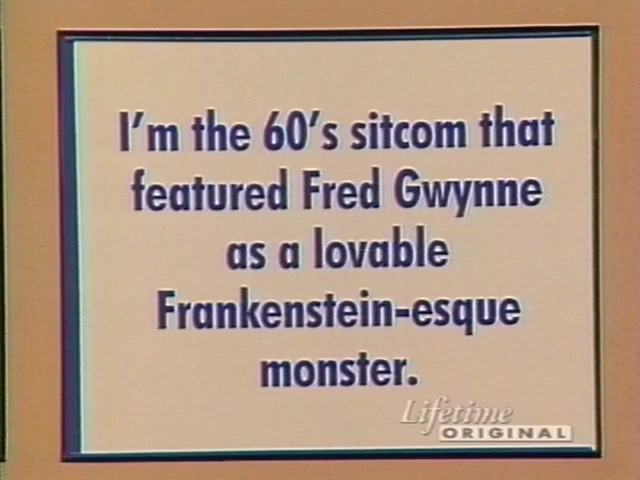 I'm the 60's sitcom that
featured Fred Gwynne
as a lovable
Frankenstein-esque
monster.
Lifetime
ORIGINAL